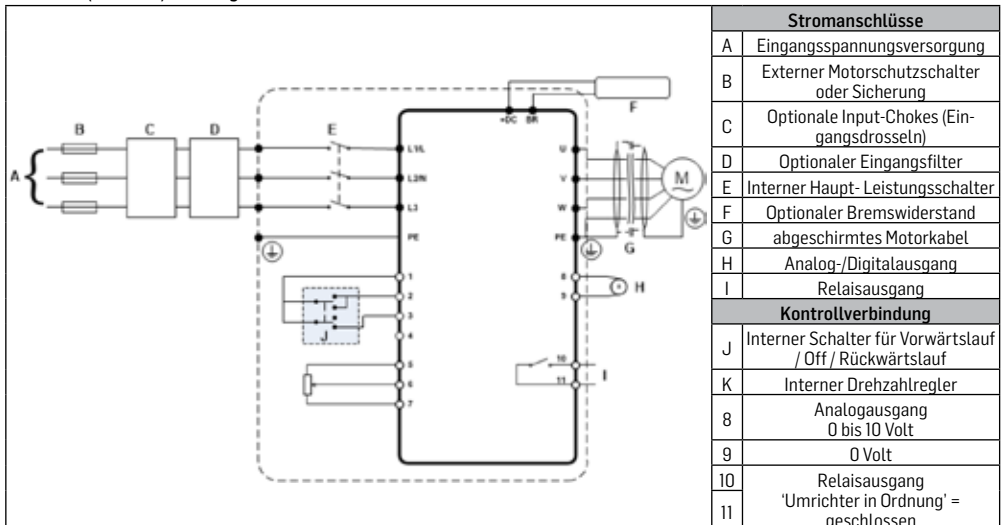 A
B
C
D
E
F
+DC BR
L1/L
L2/N
L3
PE
U
V
W
PE
M
G
1
2
3
4
5
6
7
J
8
9
H
10
11
I
Stromanschlüsse
A Eingangsspannungsversorgung
B Externer Motorschutzschalter
oder Sicherung
C Optionale Input-Chokes (Ein-
gangsdrosseln)
D Optionaler Eingangsfilter
E Interner Haupt- Leistungsschalter
F Optionaler Bremswiderstand
G abgeschirmtes Motorkabel
H Analog-/Digitalausgang
I Relaisausgang
Kontrollverbindung
J Interner Schalter für Vorwärtslauf
/ Off / Rückwärtslauf
K Interner Drehzahlregler
8 Analogausgang
0 bis 10 Volt
9 0 Volt
10 Relaisausgang
11 'Umrichter in Ordnung' =
geschlossen